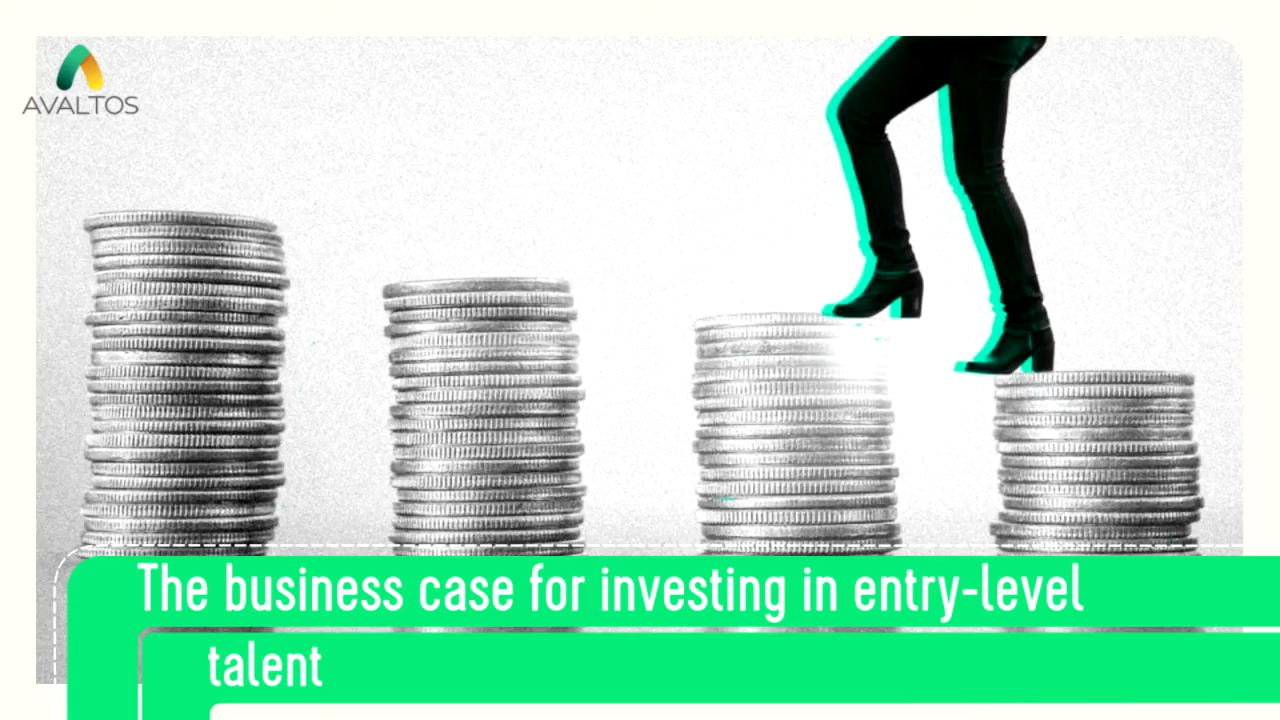 AVALTOS
The business case for investing in entry-level
talent